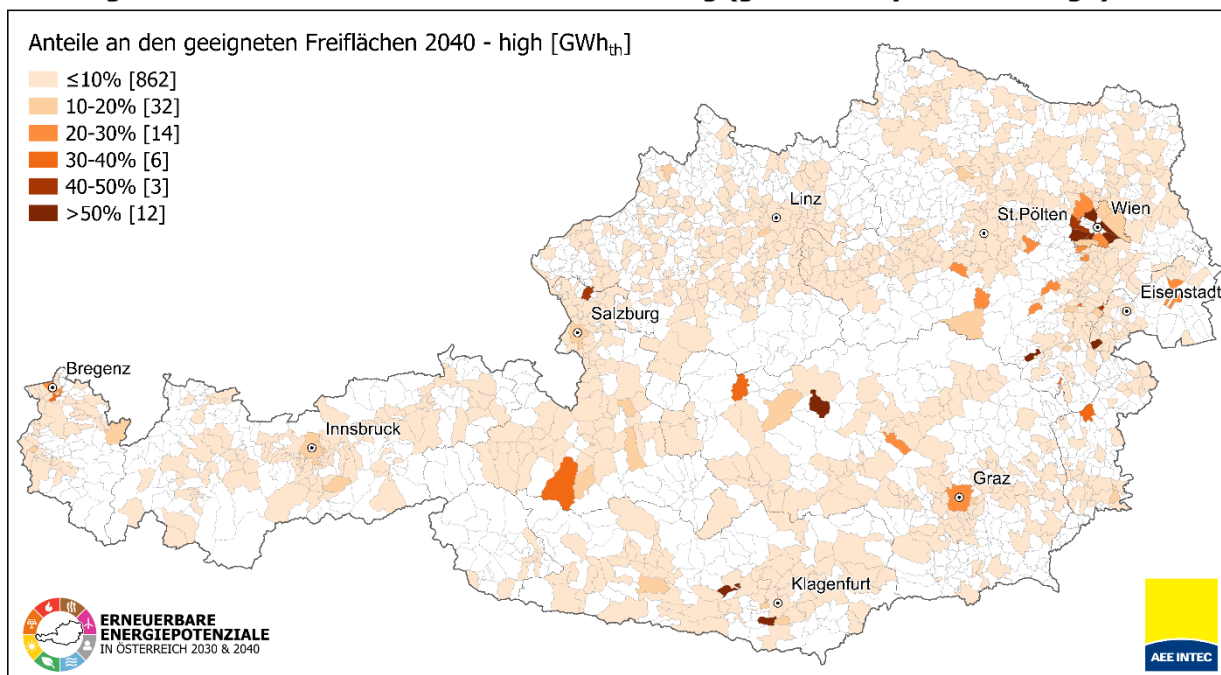 Anteile an den geeigneten Freiflächen 2040 - high [GWhth]
≤10% [862]
10-20% [32]
20-30% [14]
30-40% [6]
40-50% [3]
>50% [12]
Linz
St.Pölten
Wien
Eisenstadt
Salzburg
Bregenz
Innsbruck
Graz
Klagenfurt
ERNEUERBARE
ENERGIEPOTENZIALE
IN ÖSTERREICH 2030 & 2040
AEE INTEC